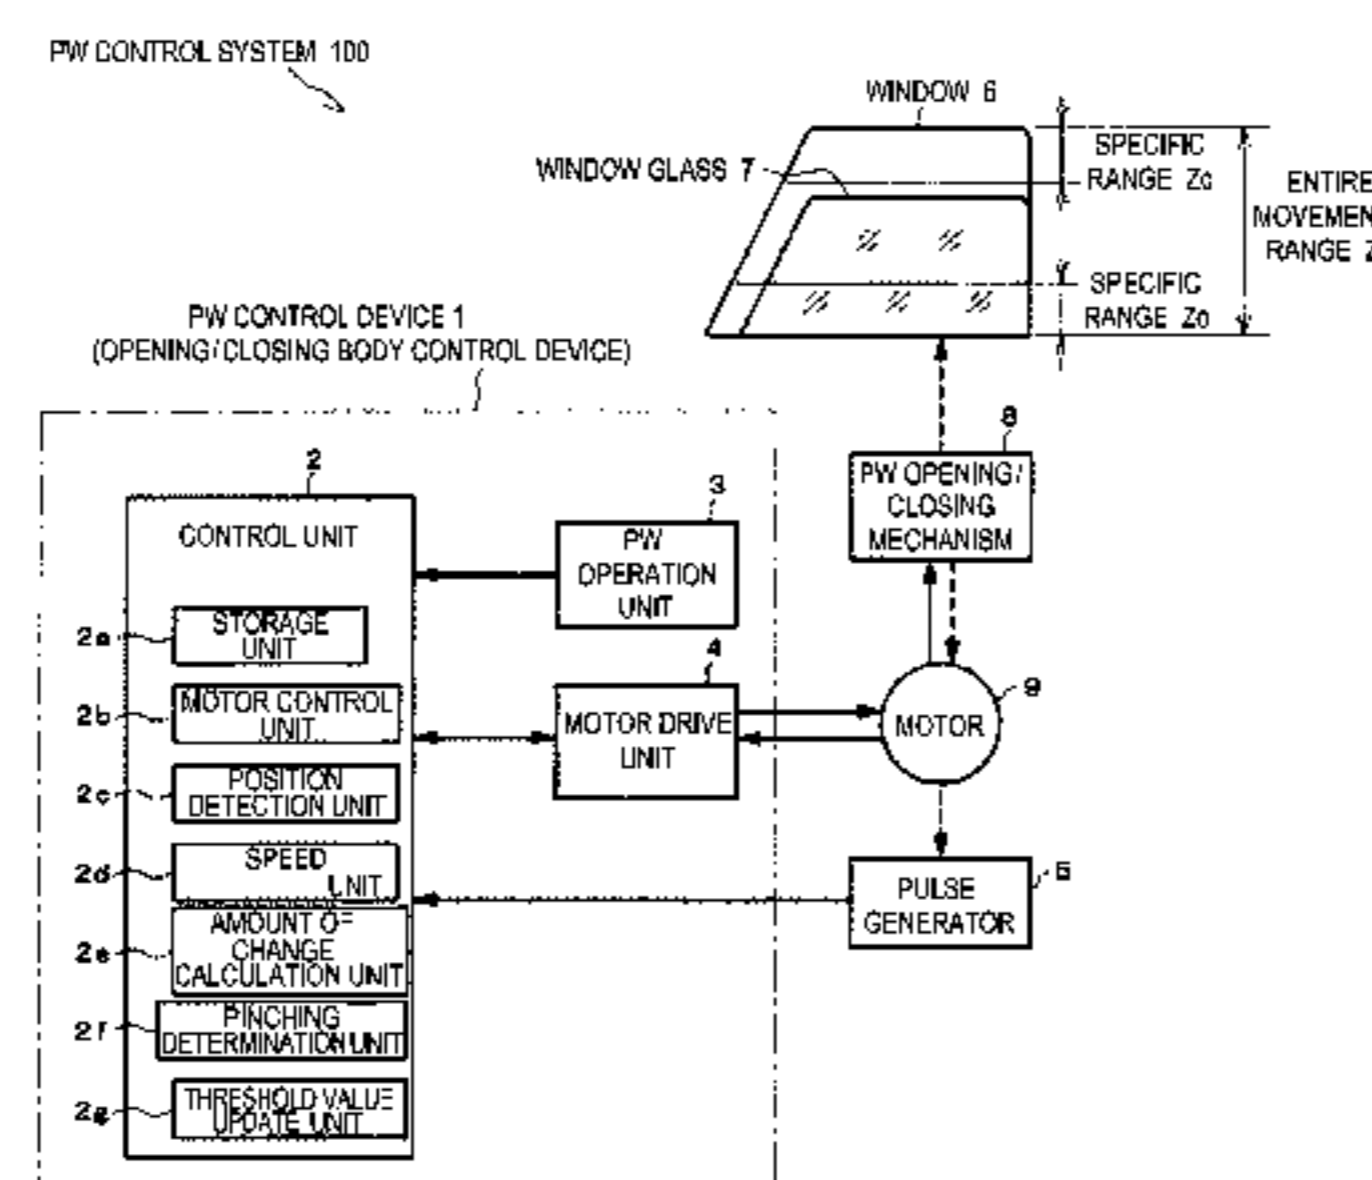 PW CONTROL SYSTEM 100
WINDOW 6
WINDOW GLASS 7
SPECIFIC
RANGE Zc
ENTIRE
MOVEMEN
RANGE
SPECIFIC
RANGE Zo
PW CONTROL DEVICE 1
(OPENING/CLOSING BODY CONTROL DEVICE)
8
PW OPENING/
CLOSING
MECHANISM
2
CONTROL UNIT
3
PW
OPERATION
UNIT
2a
STORAGE
UNIT
4
MOTOR DRIVE
UNIT
9
MOTOR
2b
MOTOR CONTROL
UNIT
2c
POSITION
DETECTION UNIT
2d
SPEED
UNIT
5
PULSE
GENERATOR
2e
AMOUNT OF
CHANGE
CALCULATION UNIT
2f
PINCHING
DETERMINATION UNIT
2g
THRESHOLD VALUE
UPDATE UNIT